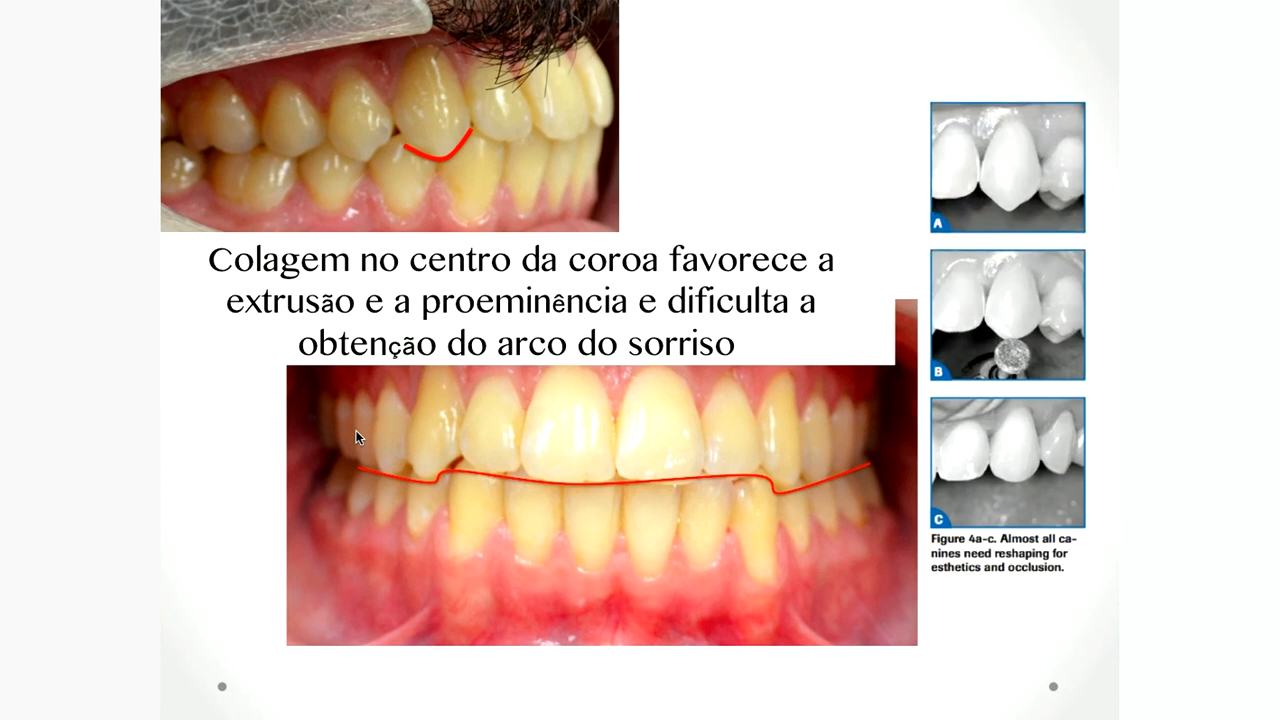 Colagem no centro da coroa favorece a
extrusão e a proeminência e dificulta a
obtenção do arco do sorriso
A
B
C
Figure 4a-c. Almost all ca-
nines need reshaping for
esthetics and occlusion.